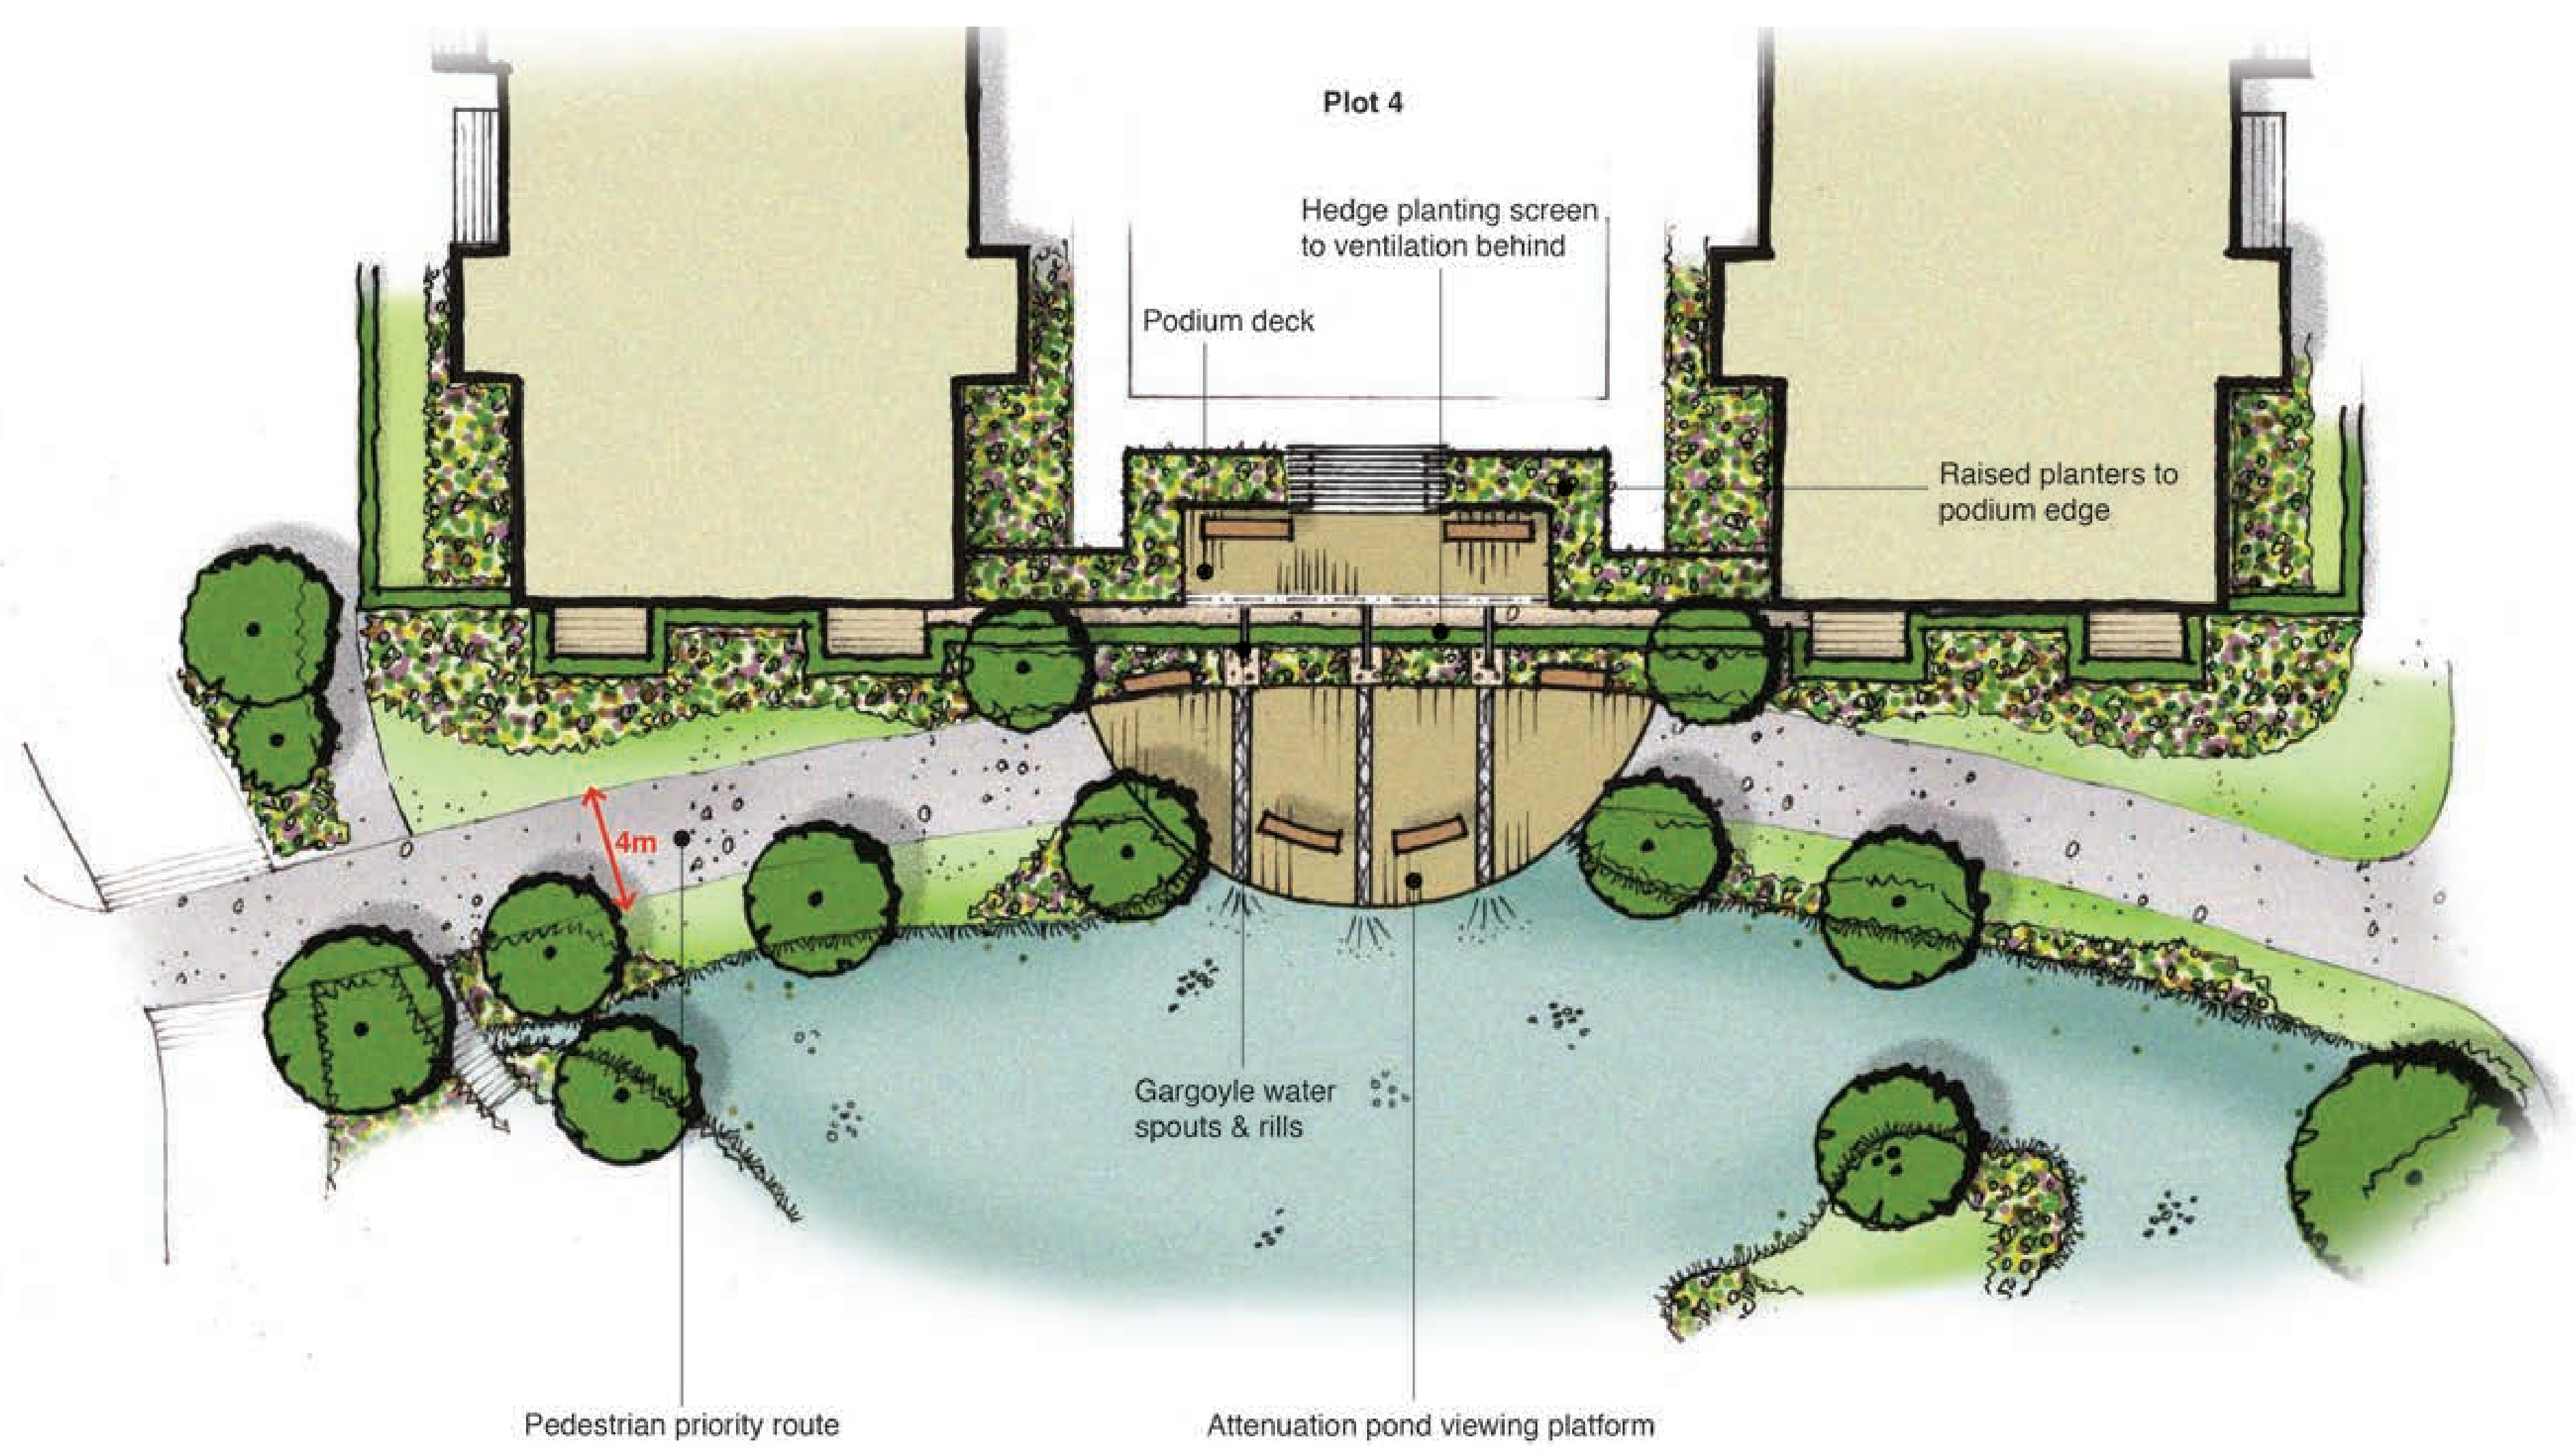 Plot 4
Hedge planting screen
to ventilation behind
Podium deck
Raised planters to
podium edge
4m
Gargoyle water
spouts & rills
Pedestrian priority route
Attenuation pond viewing platform